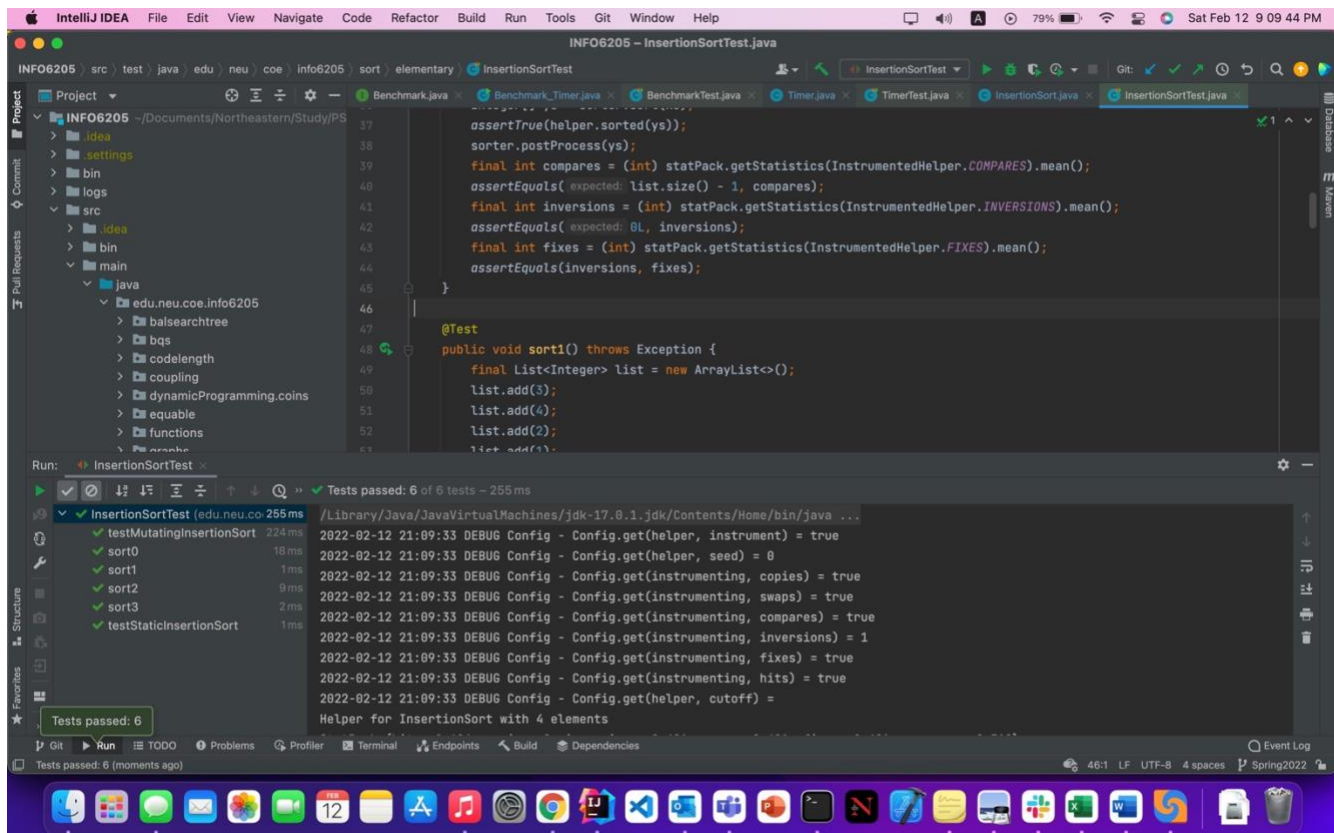 IntelliJ IDEA File Edit View Navigate Code Refactor Build Run Tools Git Window Help A 79% Sat Feb 12 9 09 44 PM
INFO6205 – InsertionSortTest.java
INFO6205 src test java edu neu coe info6205 sort elementary InsertionSortTest InsertionSortTest Git:
Project Benchmark.java Benchmark_Timer.java BenchmarkTest.java Timer.java TimerTest.java InsertionSort.java InsertionSortTest.java
Project
Commit
Pull Requests
Structure
Favorites
Database
m Maven
INFO6205 ~/Documents/Northeastern/Study/PS
.idea
.settings
bin
logs
src
.idea
bin
main
java
edu.neu.coe.info6205
balsearchtree
bqs
codelength
coupling
dynamicProgramming.coins
equable
functions
graphs
1
37 assertTrue(helper.sorted(ys));
38 sorter.postProcess(ys);
39 final int compares = (int) statPack.getStatistics(InstrumentedHelper.COMPARES).mean();
40 assertEquals( expected: list.size() - 1, compares);
41 final int inversions = (int) statPack.getStatistics(InstrumentedHelper.INVERSIONS).mean();
42 assertEquals( expected: 0L, inversions);
43 final int fixes = (int) statPack.getStatistics(InstrumentedHelper.FIXES).mean();
44 assertEquals(inversions, fixes);
45 }
46
47 @Test
48 public void sort1() throws Exception {
49 final List<Integer> list = new ArrayList<>();
50 list.add(3);
51 list.add(4);
52 list.add(2);
53 list.add(1);
Run: InsertionSortTest
Tests passed: 6 of 6 tests – 255 ms
InsertionSortTest (edu.neu.co 255 ms
testMutatingInsertionSort 224 ms
sort0 18 ms
sort1 1 ms
sort2 9 ms
sort3 2 ms
testStaticInsertionSort 1 ms
/Library/Java/JavaVirtualMachines/jdk-17.0.1.jdk/Contents/Home/bin/java ...
2022-02-12 21:09:33 DEBUG Config - Config.get(helper, instrument) = true
2022-02-12 21:09:33 DEBUG Config - Config.get(helper, seed) = 0
2022-02-12 21:09:33 DEBUG Config - Config.get(instrumenting, copies) = true
2022-02-12 21:09:33 DEBUG Config - Config.get(instrumenting, swaps) = true
2022-02-12 21:09:33 DEBUG Config - Config.get(instrumenting, compares) = true
2022-02-12 21:09:33 DEBUG Config - Config.get(instrumenting, inversions) = 1
2022-02-12 21:09:33 DEBUG Config - Config.get(instrumenting, fixes) = true
2022-02-12 21:09:33 DEBUG Config - Config.get(instrumenting, hits) = true
2022-02-12 21:09:33 DEBUG Config - Config.get(helper, cutoff) =
Helper for InsertionSort with 4 elements
Tests passed: 6
Git Run TODO Problems Profiler Terminal Endpoints Build Dependencies Event Log
Tests passed: 6 (moments ago) 46:1 LF UTF-8 4 spaces Spring2022
FEB
12